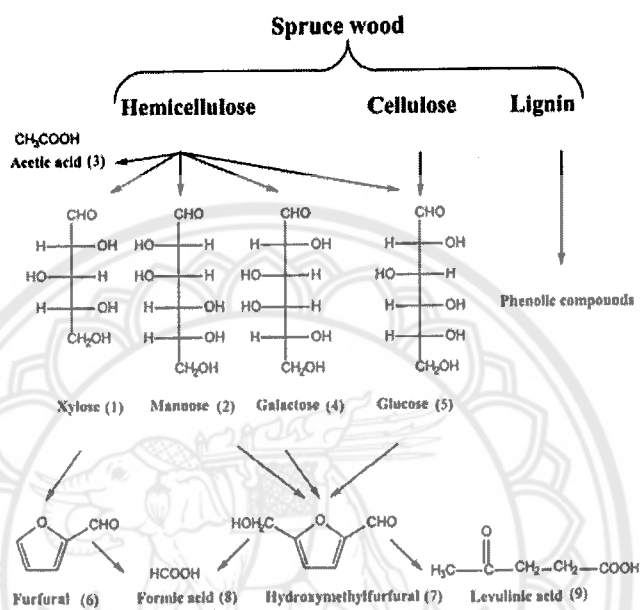 Spruce wood
Hemicellulose Cellulose Lignin
CH₃COOH
Acetic acid (3)
CHO CHO CHO CHO
H OH HO H H OH H OH
HO H HO H HO H HO H
H OH H OH HO H H OH
CH₂OH H OH H OH H OH
CH₂OH CH₂OH CH₂OH
Phenolic compounds
Xylose (1) Mannose (2) Galactose (4) Glucose (5)
O CHO HOH₂C O CHO O
HCOOH H₃C C CH₂ CH₂ COOH
Furfural (6) Formic acid (8) Hydroxymethylfurfural (7) Levulinic acid (9)